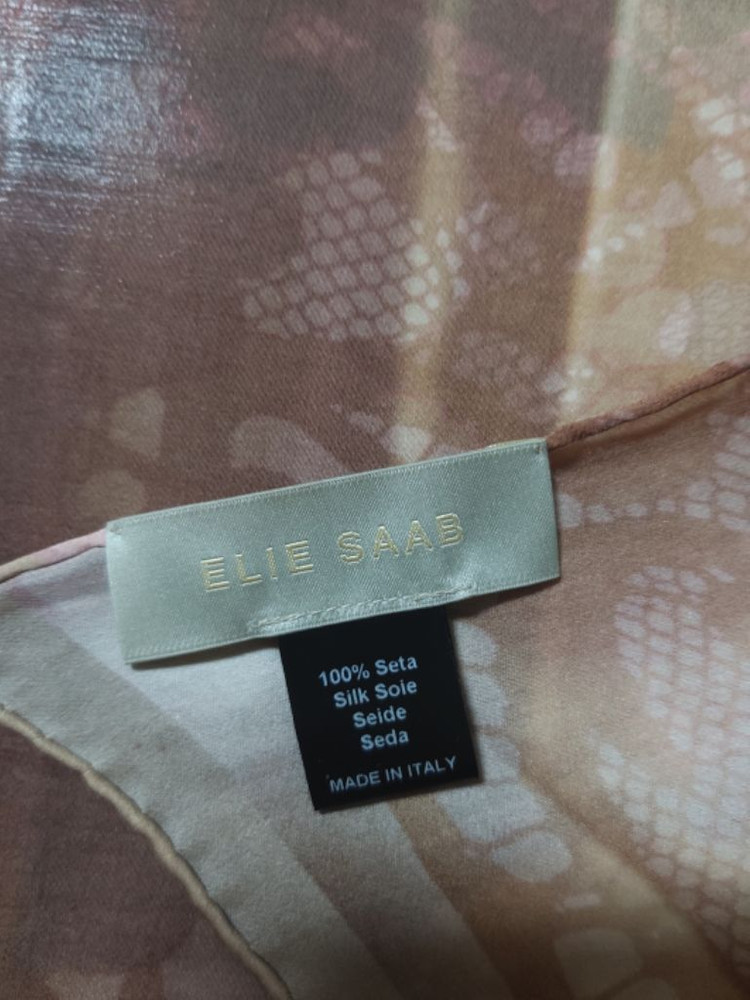 ELIE SAAB
100% Seta
Silk Soie
Seide
Seda
MADE IN ITALY